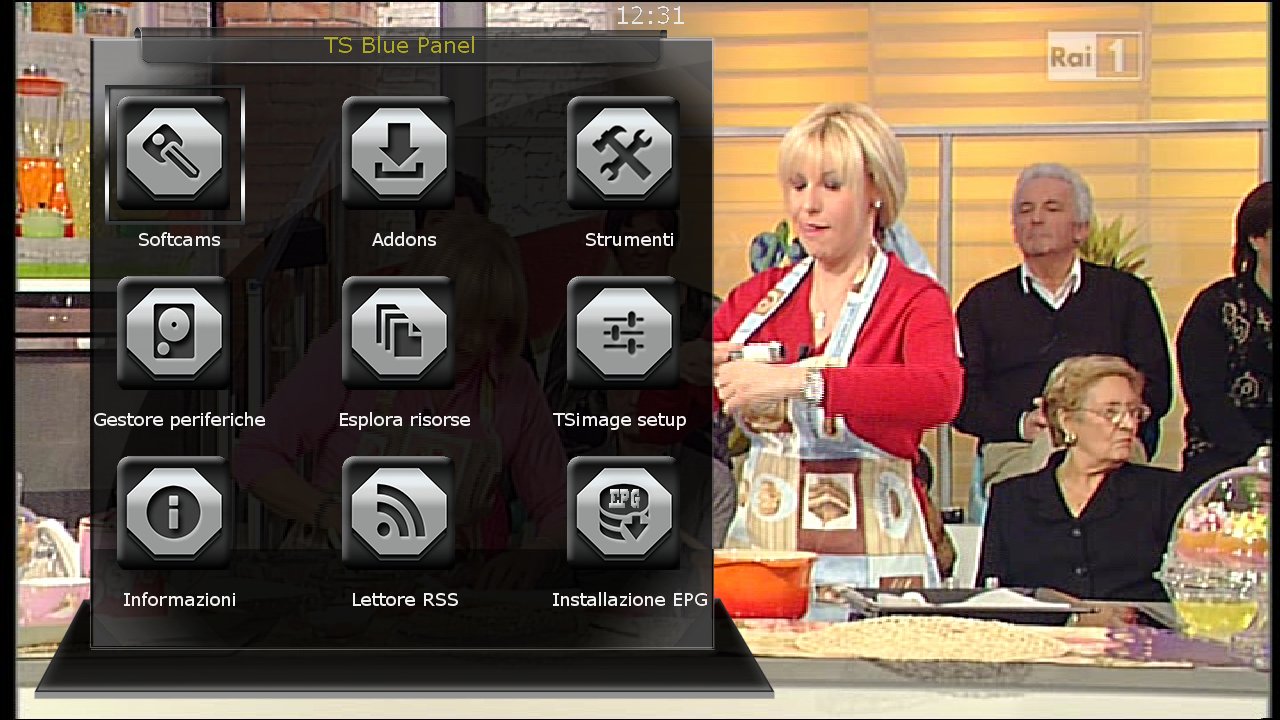 12:31
TS Blue Panel
Rai 1
Softcams
Addons
Strumenti
Gestore periferiche
Esplora risorse
TSimage setup
EPG
Informazioni
Lettore RSS
Installazione EPG